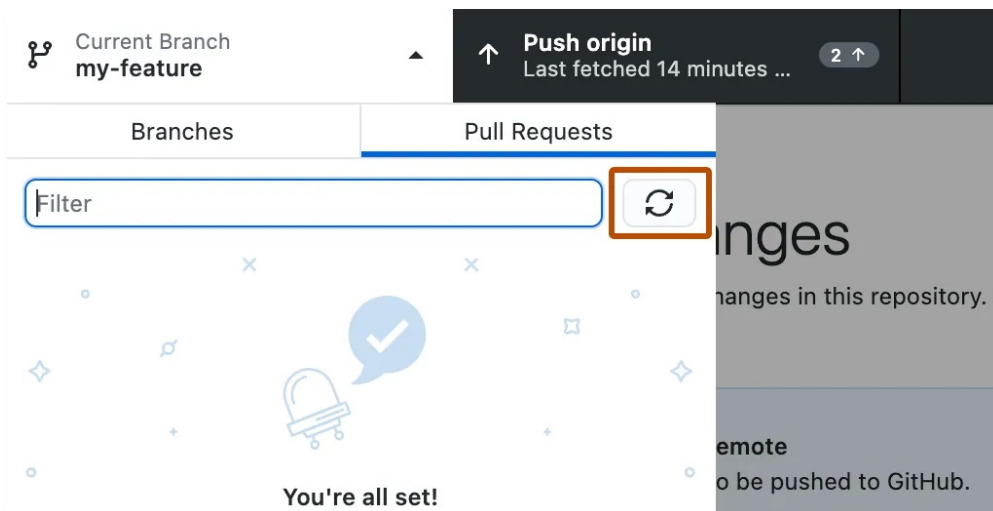 Current Branch
my-feature
Push origin
Last fetched 14 minutes ...
2 ↑
Branches
Pull Requests
Filter
anges
hanges in this repository.
emote
o be pushed to GitHub.
You're all set!